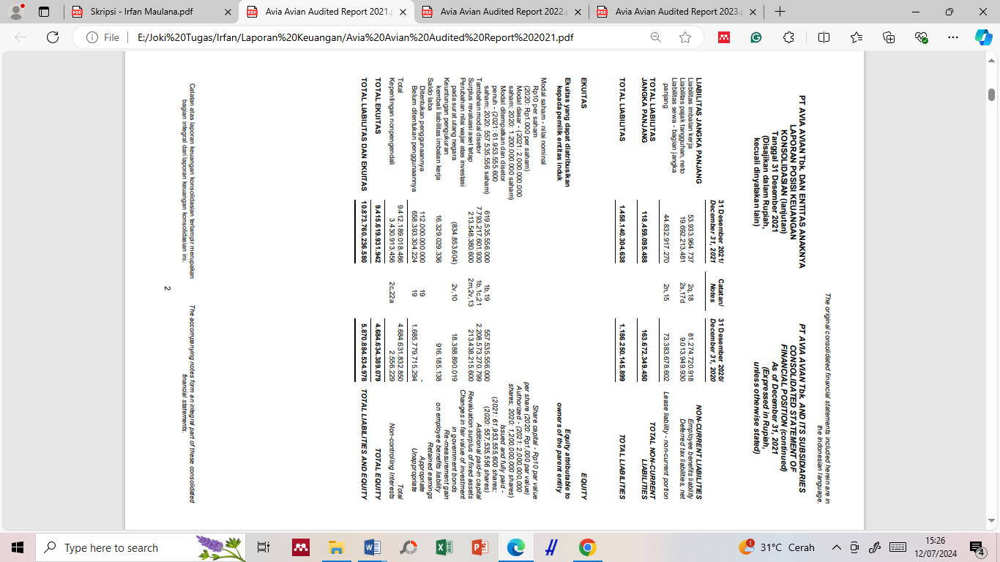 Skripsi - Irfan Maulana.pdf
Avia Avian Audited Report 2021.
Avia Avian Audited Report 2022.
Avia Avian Audited Report 2023.
File
E:/Joki%20Tugas/Irfan/Laporan%20Keuangan/Avia%20Avian%20Audited%20Report%202021.pdf
The original consolidated financial statements included herein are in
the Indonesian language.
PT AVIA AVIAN Tbk. DAN ENTITAS ANAKNYA
LAPORAN POSISI KEUANGAN
KONSOLIDASIAN (lanjutan)
Tanggal 31 Desember 2021
(Disajikan dalam Rupiah,
kecuali dinyatakan lain)
PT AVIA AVIAN Tbk. AND ITS SUBSIDIARIES
CONSOLIDATED STATEMENT OF
FINANCIAL POSITION (continued)
As of December 31, 2021
(Expressed in Rupiah,
unless otherwise stated)
31 Desember 2021/ Catatan/ 31 Desember 2020/
December 31, 2021 Notes December 31, 2020
LIABILITAS JANGKA PANJANG NON-CURRENT LIABILITIES
Liabilitas imbalan kerja 53.933.964.737 2q,18 81.274.720.918 Employee benefits liability
Liabilitas pajak tangguhan, neto 19.692.213.481 2s,17d 9.013.949.930 Deferred tax liabilities, net
Liabilitas sewa - bagian jangka
panjang 44.832.917.270 2n,15 73.383.678.602 Lease liability - non-current portion
TOTAL LIABILITAS TOTAL NON-CURRENT
JANGKA PANJANG 118.459.095.488 163.672.349.450 LIABILITIES
TOTAL LIABILITAS 1.458.140.304.638 1.186.250.145.899 TOTAL LIABILITIES
EKUITAS EQUITY
Ekuitas yang dapat diatribusikan Equity attributable to
kepada pemilik entitas induk owners of the parent entity
Modal saham - nilai nominal
Rp10 per saham Share capital - Rp10 par value
(2020: Rp1.000 per saham) per share (2020: Rp1,000 par value)
Modal dasar - (2021: 2.000.000.000 Authorized - (2021: 2,000,000,000
saham; 2020: 1.200.000.000 saham) shares; 2020: 1,200,000,000 shares)
Modal ditempatkan dan disetor Issued and fully paid -
penuh - (2021: 61.953.555.600 (2021: 61,953,555,600 shares;
saham; 2020: 557.535.556 saham) 619.535.556.000 1b,19 557.535.556.000 (2020: 557,535,556 shares)
Tambahan modal disetor 7.793.217.601.930 1b,1c,21 2.208.573.270.799 Additional paid-in capital
Surplus revaluasi aset tetap 213.548.380.600 2m,2v,13 213.438.215.600 Revaluation surplus of fixed assets
Perubahan nilai wajar atas investasi Changes in fair value of investment
pada surat utang negara (834.853.604) 2v,10 18.388.890.019 in government bonds
Keuntungan pengukuran Re-measurement gain
kembali liabilitas imbalan kerja 16.329.029.336 916.185.138 on employee benefits liability
Saldo laba Retained earnings
Ditentukan penggunaannya 112.000.000.000 19 - Appropriate
Belum ditentukan penggunaannya 658.393.304.224 19 1.685.779.715.294 Unappropriate
Total 9.412.189.018.486 4.684.631.832.850 Total
Kepentingan nonpengendali 3.430.913.456 2c,22a 2.556.229 Non-controlling Interests
TOTAL EKUITAS 9.415.619.931.942 4.684.634.389.079 TOTAL EQUITY
TOTAL LIABILITAS DAN EKUITAS 10.873.760.236.580 5.870.884.534.978 TOTAL LIABILITIES AND EQUITY
Catatan atas laporan keuangan konsolidasian terlampir merupakan
bagian integral dari laporan keuangan konsolidasian ini.
The accompanying notes form an integral part of these consolidated
financial statements.
2
Type here to search
31°C Cerah
15:26
12/07/2024
4
1